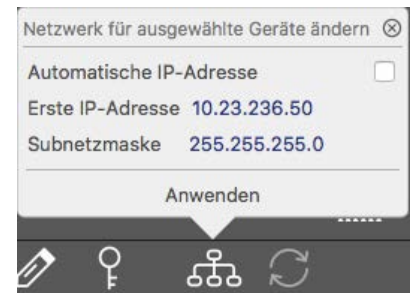 Netzwerk für ausgewählte Geräte ändern
Automatische IP-Adresse
Erste IP-Adresse 10.23.236.50
Subnetzmaske 255.255.255.0
Anwenden